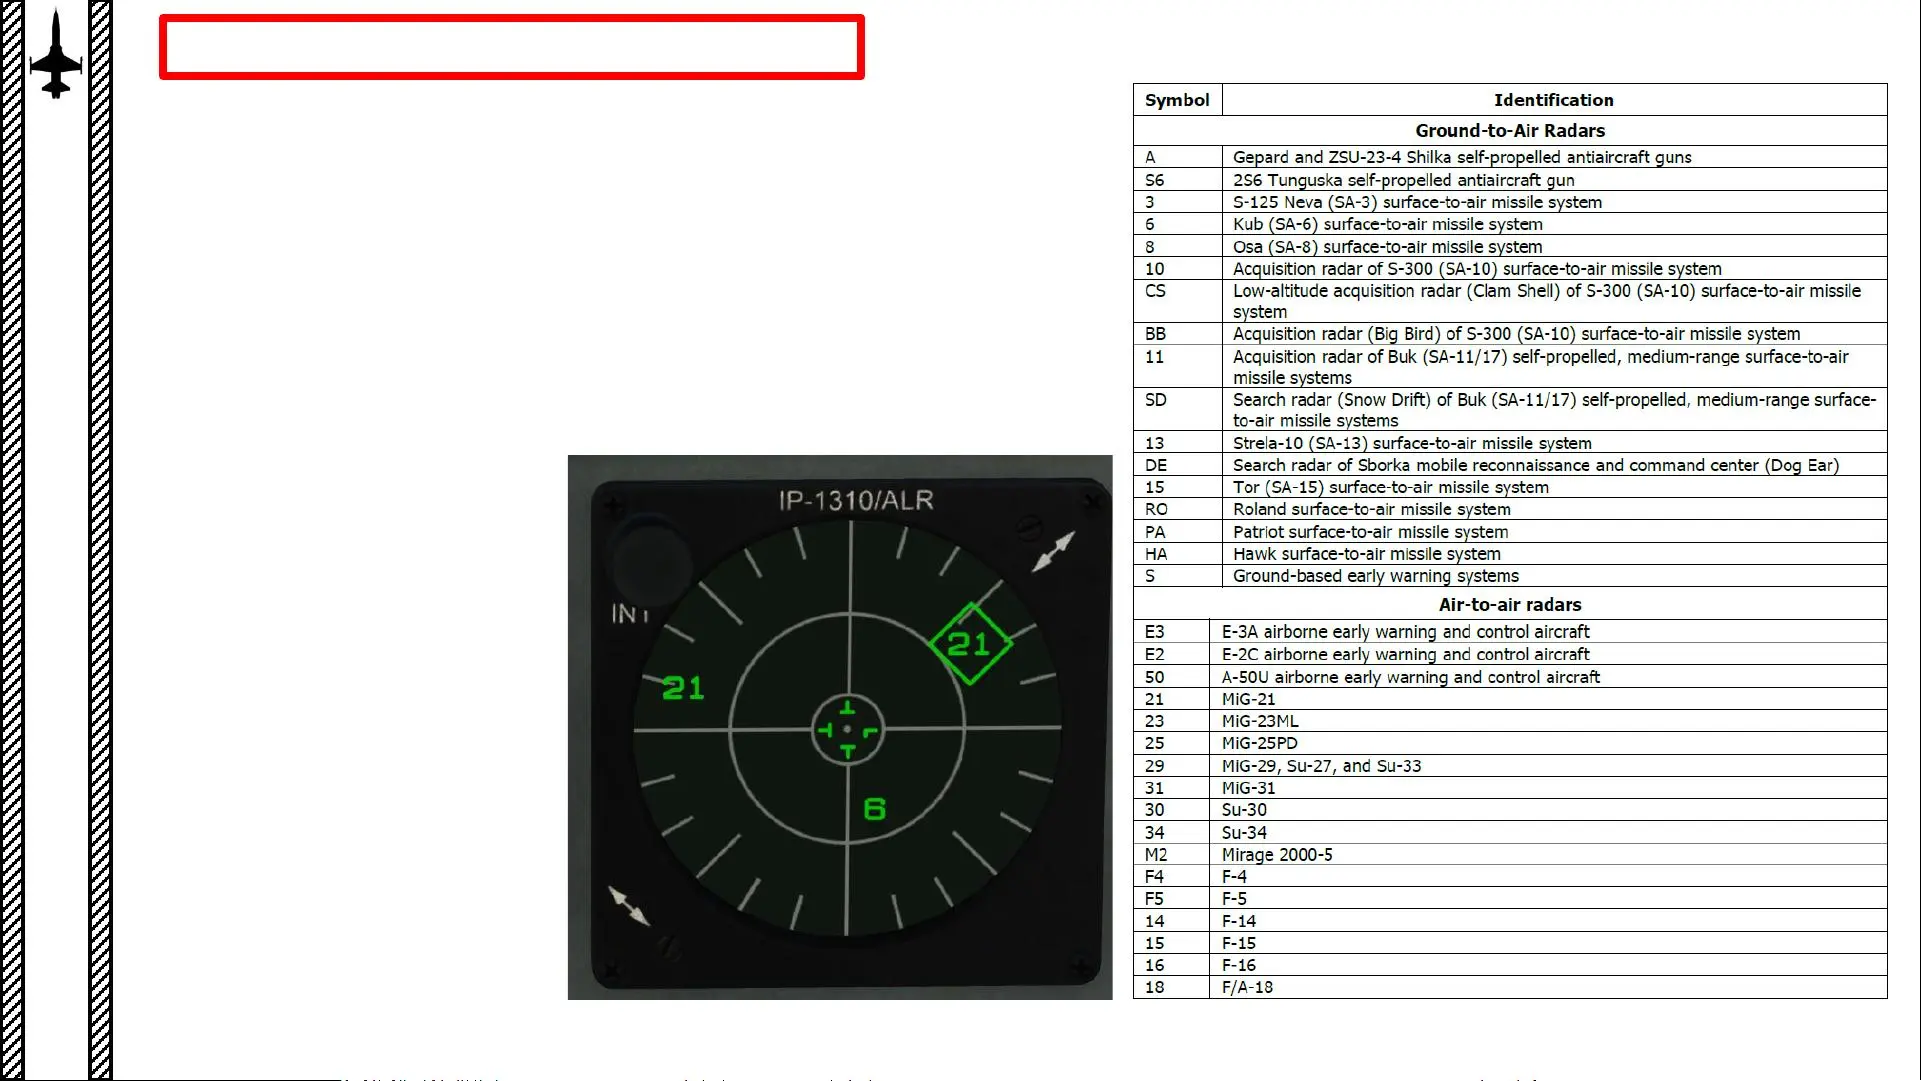 Symbol Identification
Ground-to-Air Radars
A Gepard and ZSU-23-4 Shilka self-propelled antiaircraft guns
S6 2S6 Tunguska self-propelled antiaircraft gun
3 S-125 Neva (SA-3) surface-to-air missile system
6 Kub (SA-6) surface-to-air missile system
8 Osa (SA-8) surface-to-air missile system
10 Acquisition radar of S-300 (SA-10) surface-to-air missile system
CS Low-altitude acquisition radar (Clam Shell) of S-300 (SA-10) surface-to-air missile
system
BB Acquisition radar (Big Bird) of S-300 (SA-10) surface-to-air missile system
11 Acquisition radar of Buk (SA-11/17) self-propelled, medium-range surface-to-air
missile systems
SD Search radar (Snow Drift) of Buk (SA-11/17) self-propelled, medium-range surface-
to-air missile systems
13 Strela-10 (SA-13) surface-to-air missile system
DE Search radar of Sborka mobile reconnaissance and command center (Dog Ear)
15 Tor (SA-15) surface-to-air missile system
RO Roland surface-to-air missile system
PA Patriot surface-to-air missile system
HA Hawk surface-to-air missile system
S Ground-based early warning systems
Air-to-air radars
E3 E-3A airborne early warning and control aircraft
E2 E-2C airborne early warning and control aircraft
50 A-50U airborne early warning and control aircraft
21 MiG-21
23 MiG-23ML
25 MiG-25PD
29 MiG-29, Su-27, and Su-33
31 MiG-31
30 Su-30
34 Su-34
M2 Mirage 2000-5
F4 F-4
F5 F-5
14 F-14
15 F-15
16 F-16
18 F/A-18
IP-1310/ALR
INT
21
21
6